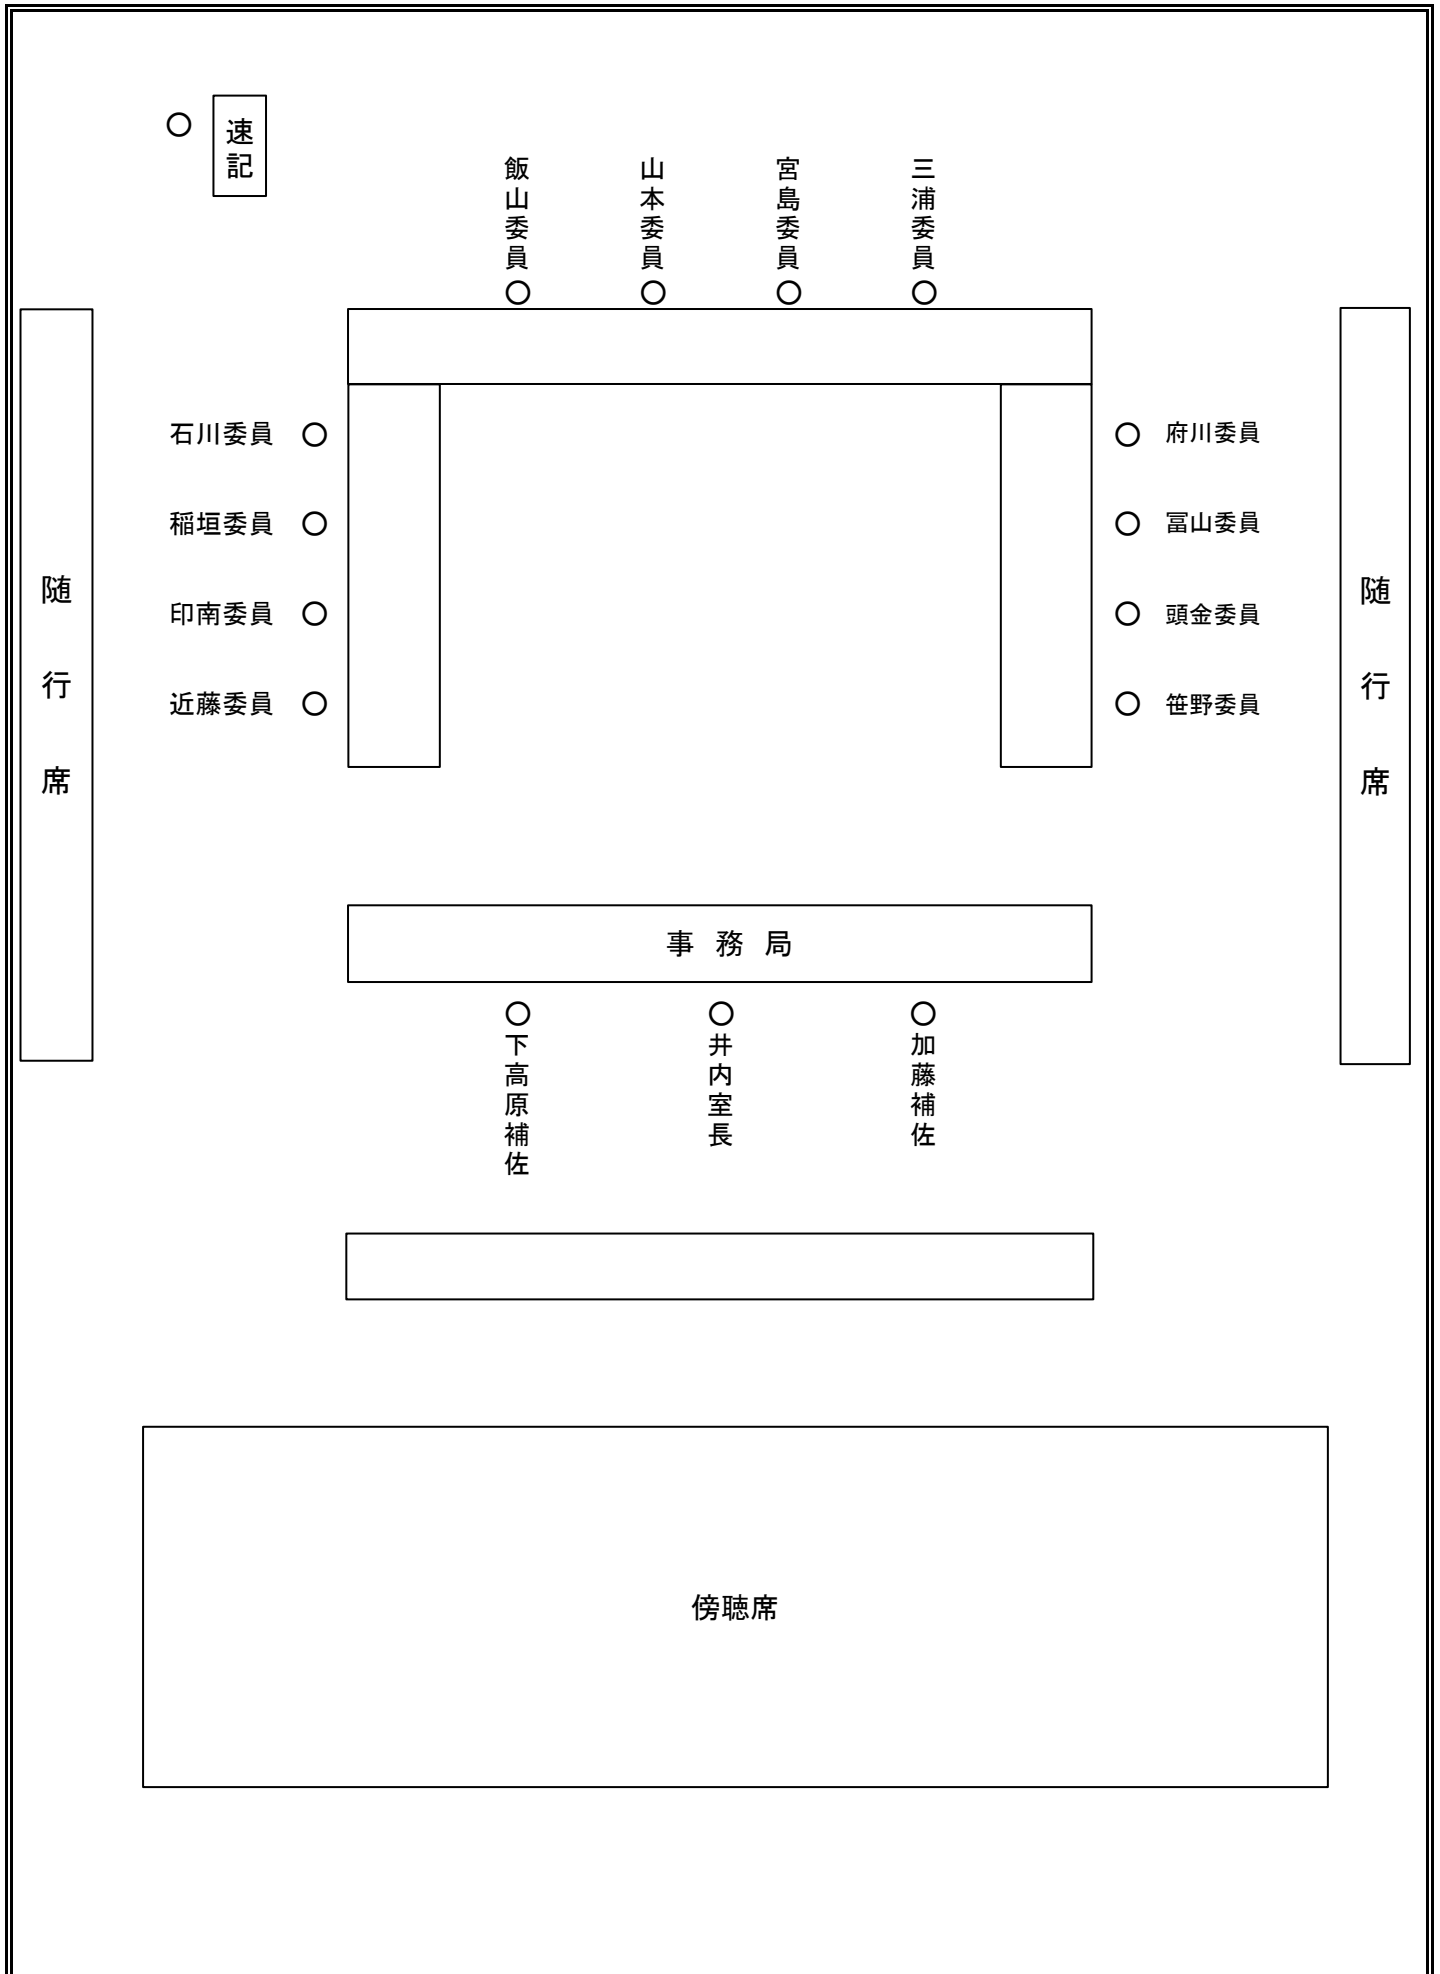 速記
飯山委員
山本委員
宮島委員
三浦委員
石川委員
府川委員
稲垣委員
冨山委員
印南委員
頭金委員
近藤委員
笹野委員
随行席
随行席
事務局
下高原補佐
井内室長
加藤補佐
傍聴席